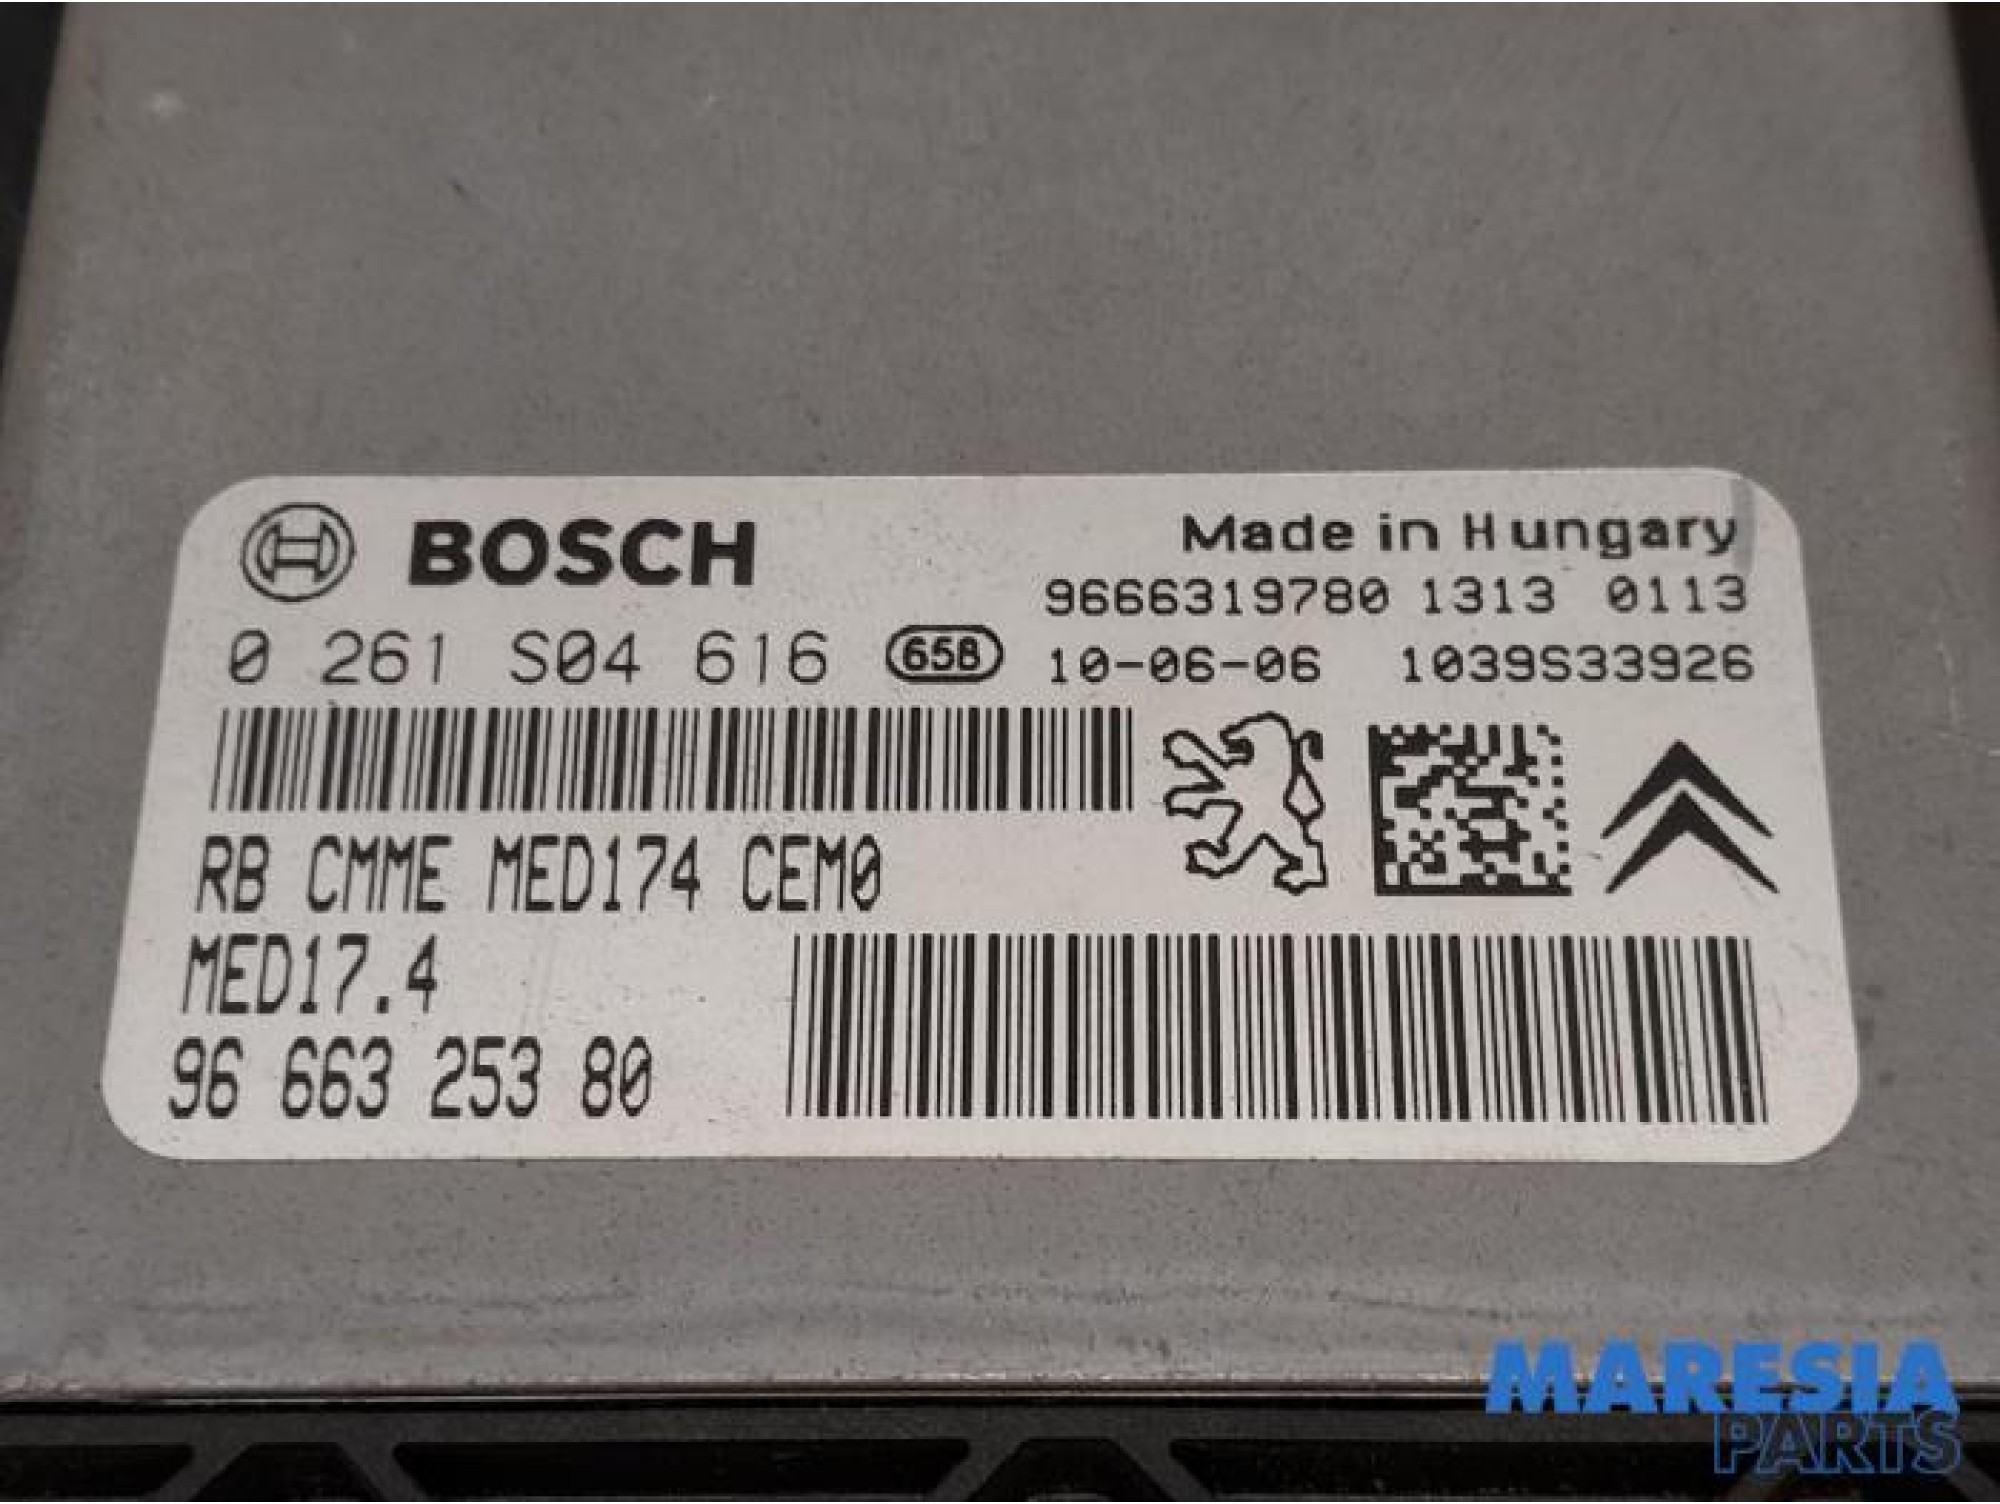 BOSCH
Made in Hungary
9666319780 1313 0113
0 261 S04 616 658 10-06-06 1039S33926
RB CMME MED174 CEM0
MED17.4
96 663 253 80
MARESIA
PARTS